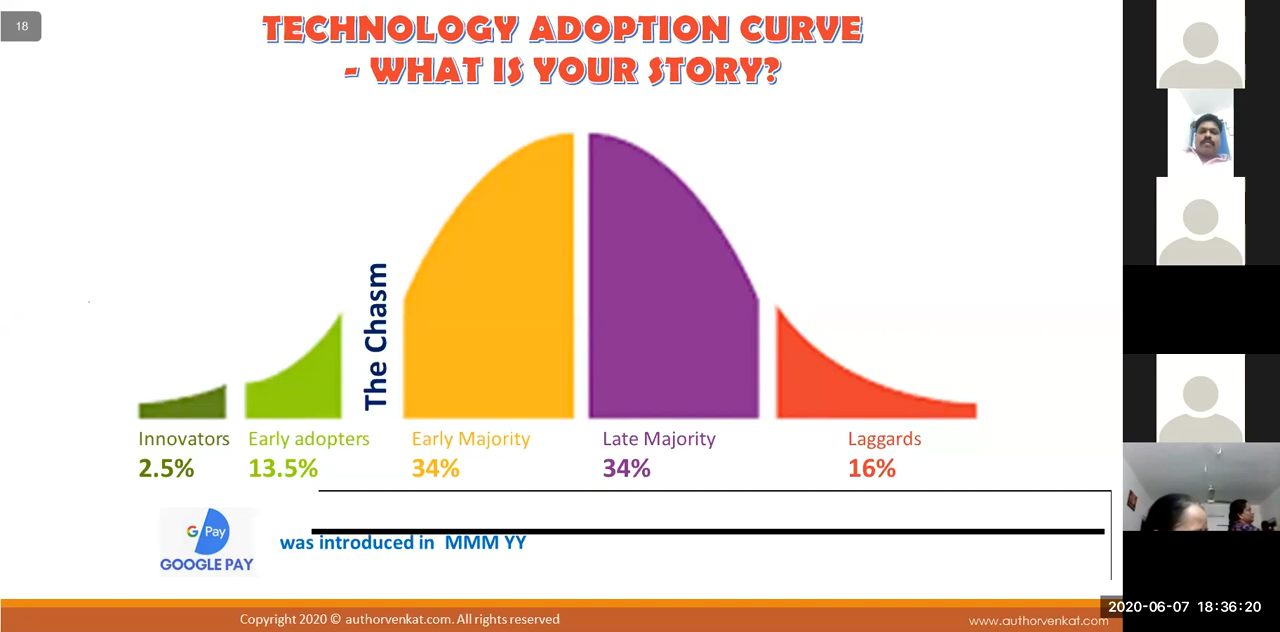 18
TECHNOLOGY ADOPTION CURVE
- WHAT IS YOUR STORY?
The Chasm
Innovators
2.5%
Early adopters
13.5%
Early Majority
34%
Late Majority
34%
Laggards
16%
G Pay
GOOGLE PAY
was introduced in MMM YY
Copyright 2020 © authorvenkat.com. All rights reserved
www.authorvenkat.com
2020-06-07 18:36:20